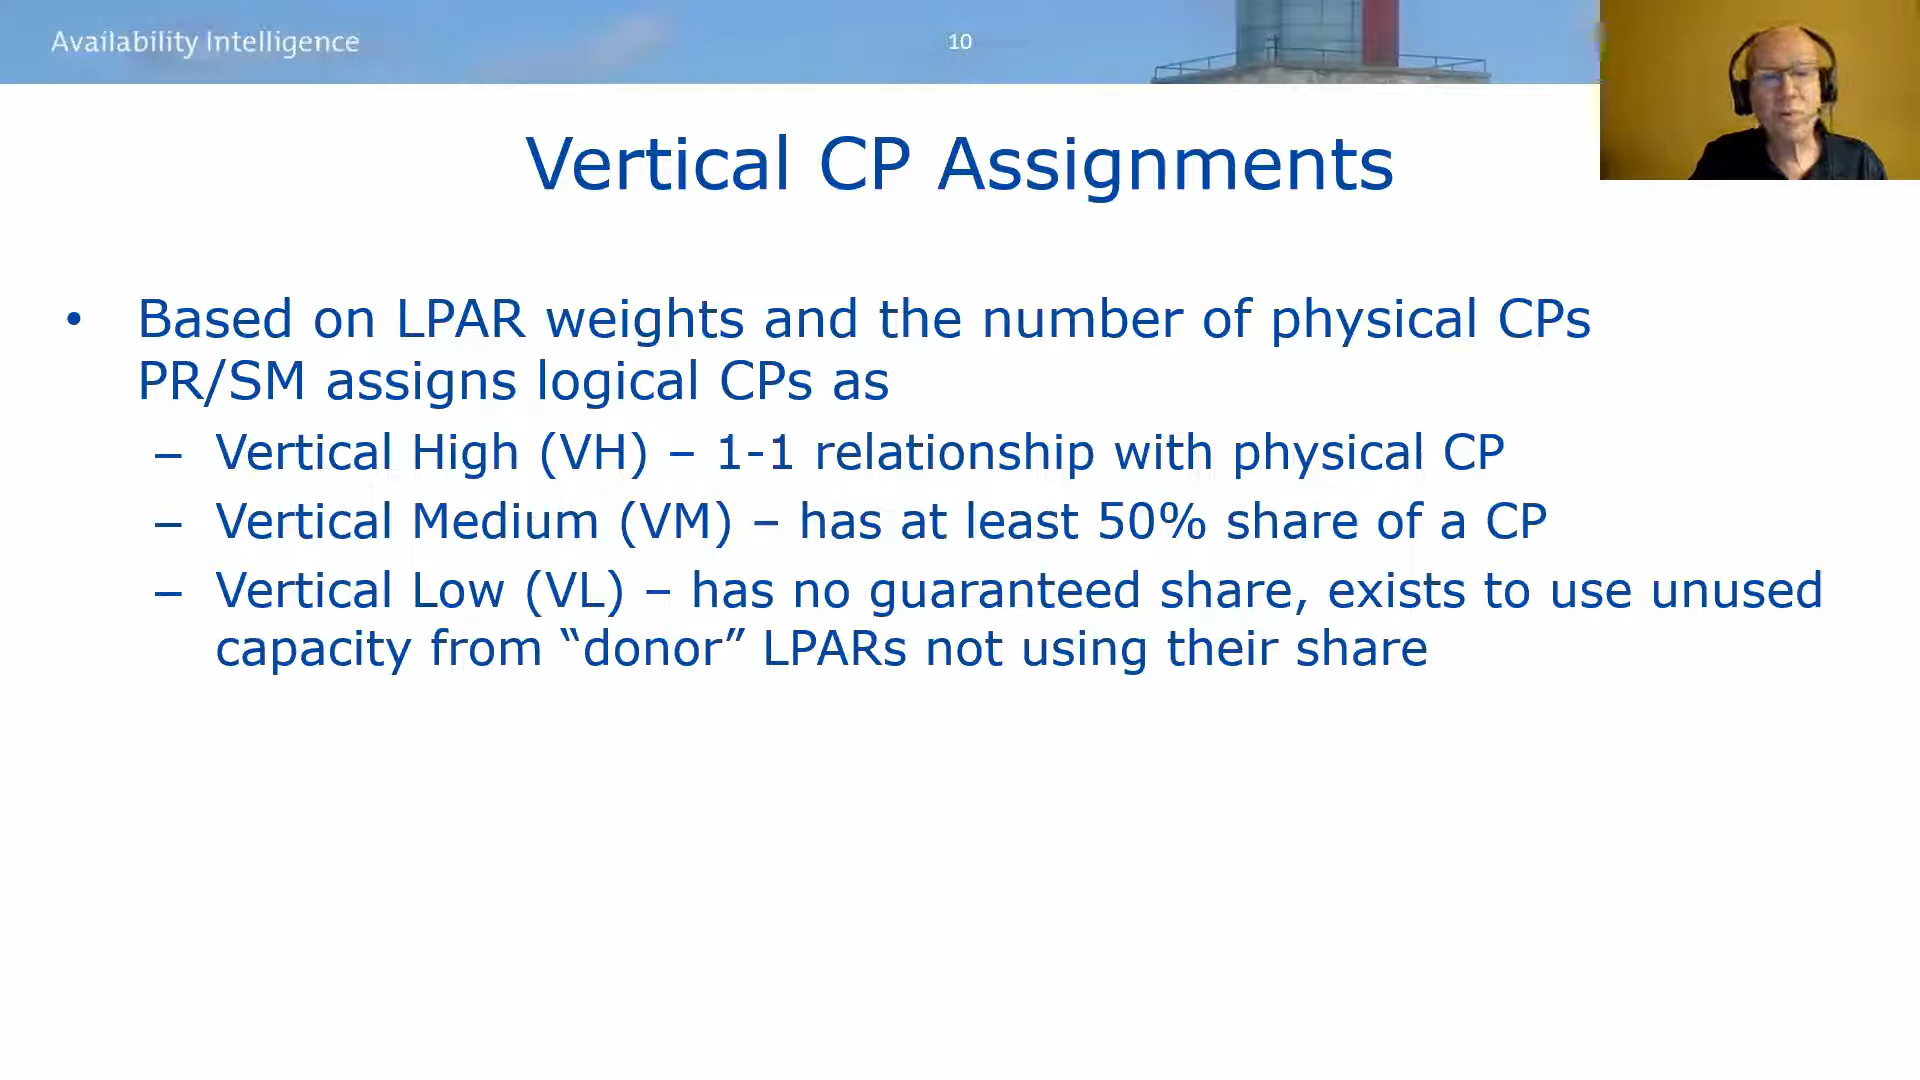 Availability Intelligence
10
Vertical CP Assignments
• Based on LPAR weights and the number of physical CPs
PR/SM assigns logical CPs as
– Vertical High (VH) – 1-1 relationship with physical CP
– Vertical Medium (VM) – has at least 50% share of a CP
– Vertical Low (VL) – has no guaranteed share, exists to use unused
capacity from “donor” LPARs not using their share